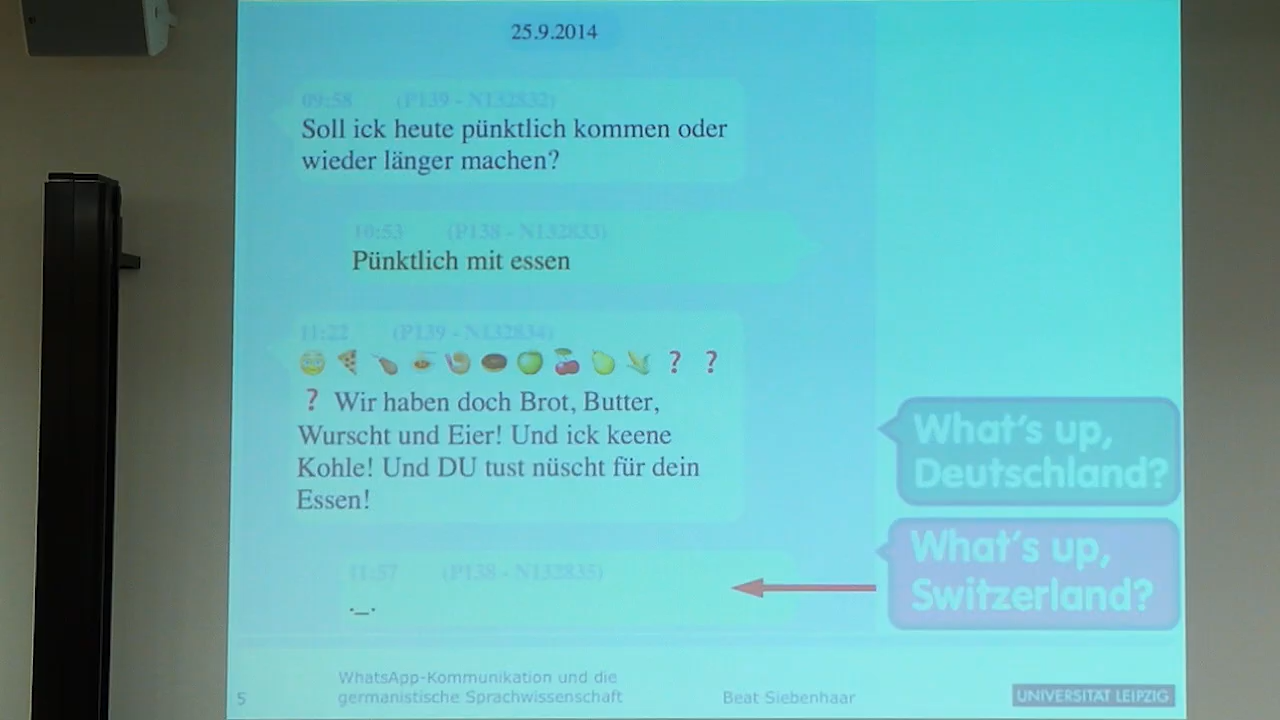 25.9.2014
09:58 (P139 - N132832)
Soll ick heute pünktlich kommen oder
wieder länger machen?
10:53 (P138 - N132833)
Pünktlich mit essen
11:22 (P139 - N132834)
❓ ❓
❓ Wir haben doch Brot, Butter,
Wurscht und Eier! Und ick keene
Kohle! Und DU tust nüscht für dein
Essen!
11:57 (P138 - N132835)
._.
What's up,
Deutschland?
What's up,
Switzerland?
5
WhatsApp-Kommunikation und die
germanistische Sprachwissenschaft
Beat Siebenhaar
UNIVERSITÄT LEIPZIG